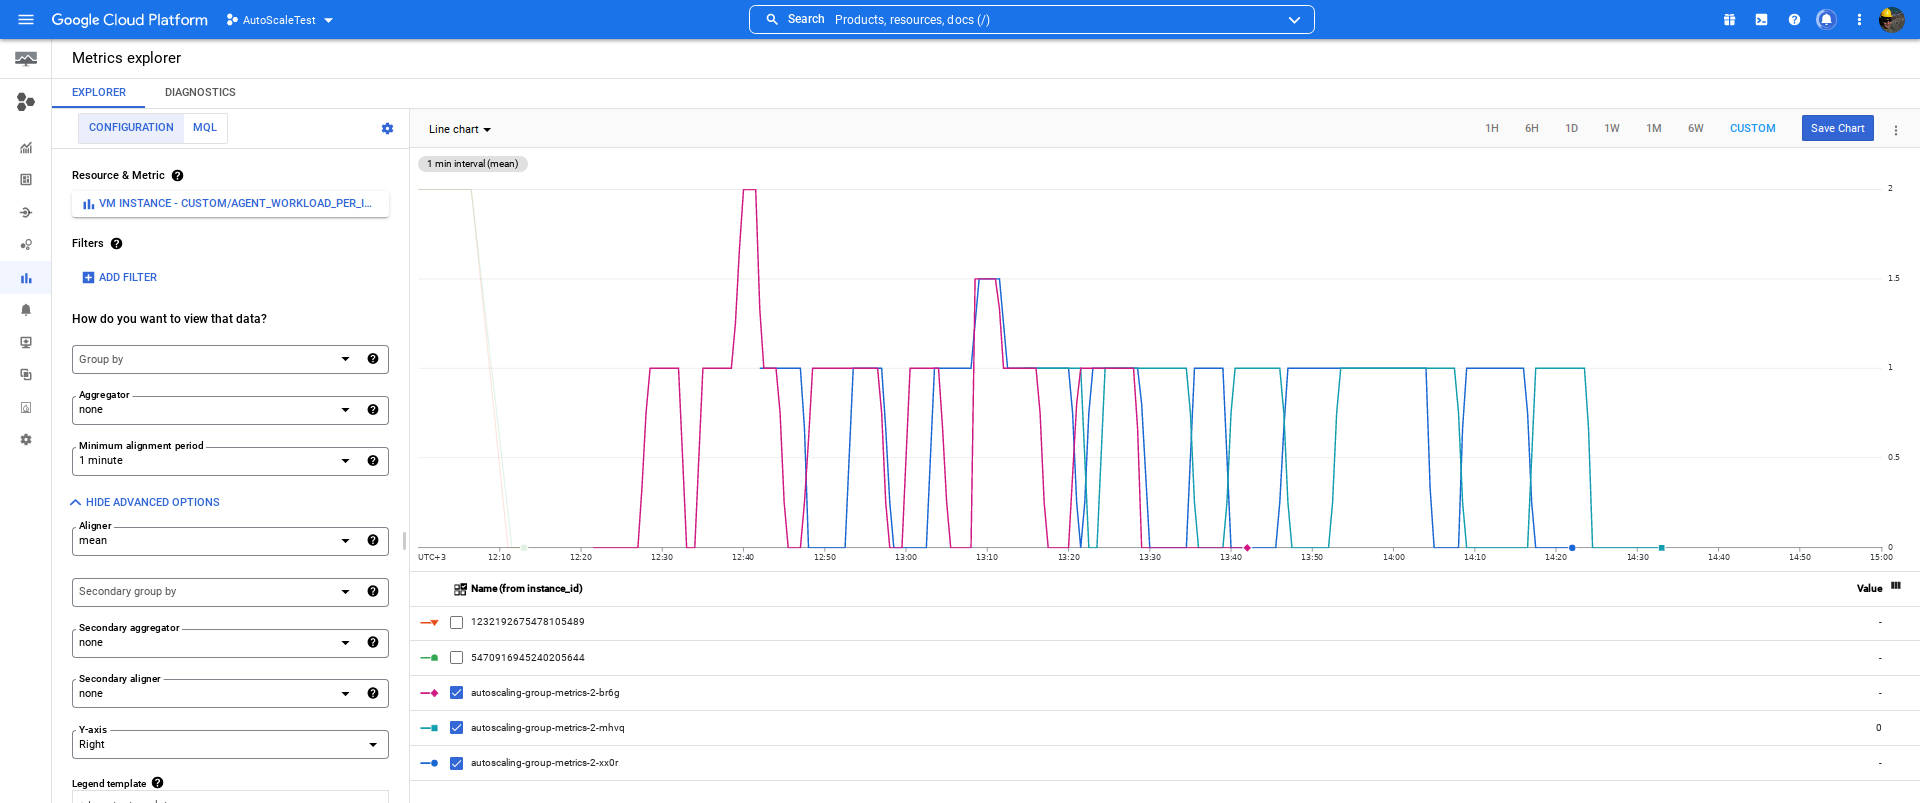 Google Cloud Platform
AutoScaleTest
Search Products, resources, docs (/)
Metrics explorer
EXPLORER
DIAGNOSTICS
CONFIGURATION
MQL
Resource & Metric
VM INSTANCE - CUSTOM/AGENT_WORKLOAD_PER_I...
Filters
ADD FILTER
How do you want to view that data?
Group by
Aggregator
none
Minimum alignment period
1 minute
HIDE ADVANCED OPTIONS
Aligner
mean
Secondary group by
Secondary aggregator
none
Secondary aligner
none
Y-axis
Right
Legend template
Line chart
1H 6H 1D 1W 1M 6W CUSTOM
Save Chart
1 min interval (mean)
2
1.5
1
0.5
0
UTC+3 12:10 12:20 12:30 12:40 12:50 13:00 13:10 13:20 13:30 13:40 13:50 14:00 14:10 14:20 14:30 14:40 14:50 15:00
Name (from instance_id) Value
1232192675478105489 -
5470916945240205644 -
autoscaling-group-metrics-2-br6g -
autoscaling-group-metrics-2-mhvq 0
autoscaling-group-metrics-2-xx0r -